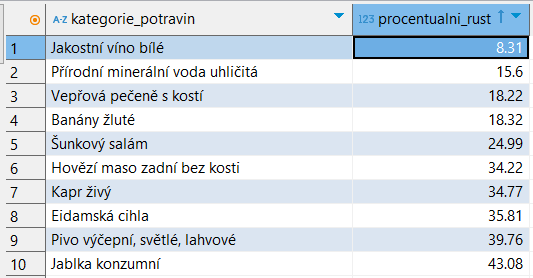 A-Z kategorie_potravin 123 procentualni_rust
1 Jakostní víno bílé 8.31
2 Přírodní minerální voda uhličitá 15.6
3 Vepřová pečeně s kostí 18.22
4 Banány žluté 18.32
5 Šunkový salám 24.99
6 Hovězí maso zadní bez kosti 34.22
7 Kapr živý 34.77
8 Eidamská cihla 35.81
9 Pivo výčepní, světlé, lahvové 39.76
10 Jablka konzumní 43.08